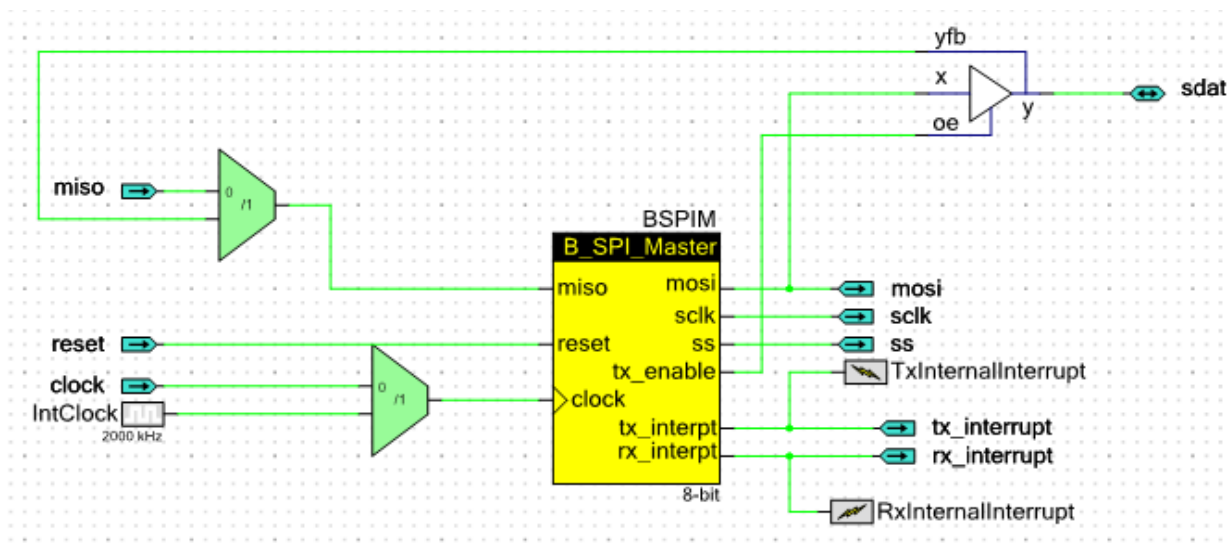 yfb
x
sdat
y
oe
miso
0
/1
BSPIM
B_SPI_Master
miso
mosi
mosi
sclk
sclk
reset
reset
ss
ss
tx_enable
TxInternalInterrupt
clock
0
/1
clock
IntClock
2000 kHz
tx_interpt
tx_interrupt
rx_interpt
rx_interrupt
8-bit
RxInternalInterrupt